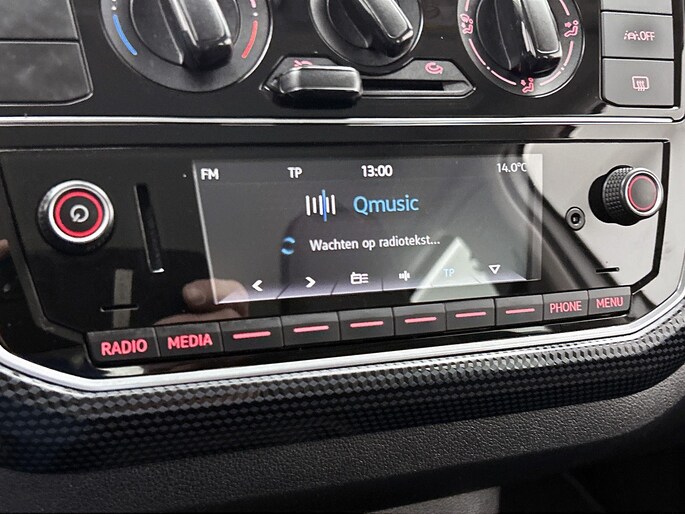 OFF
FM TP 13:00 14.0°C
Qmusic
Wachten op radiotekst...
TP
RADIO MEDIA PHONE MENU